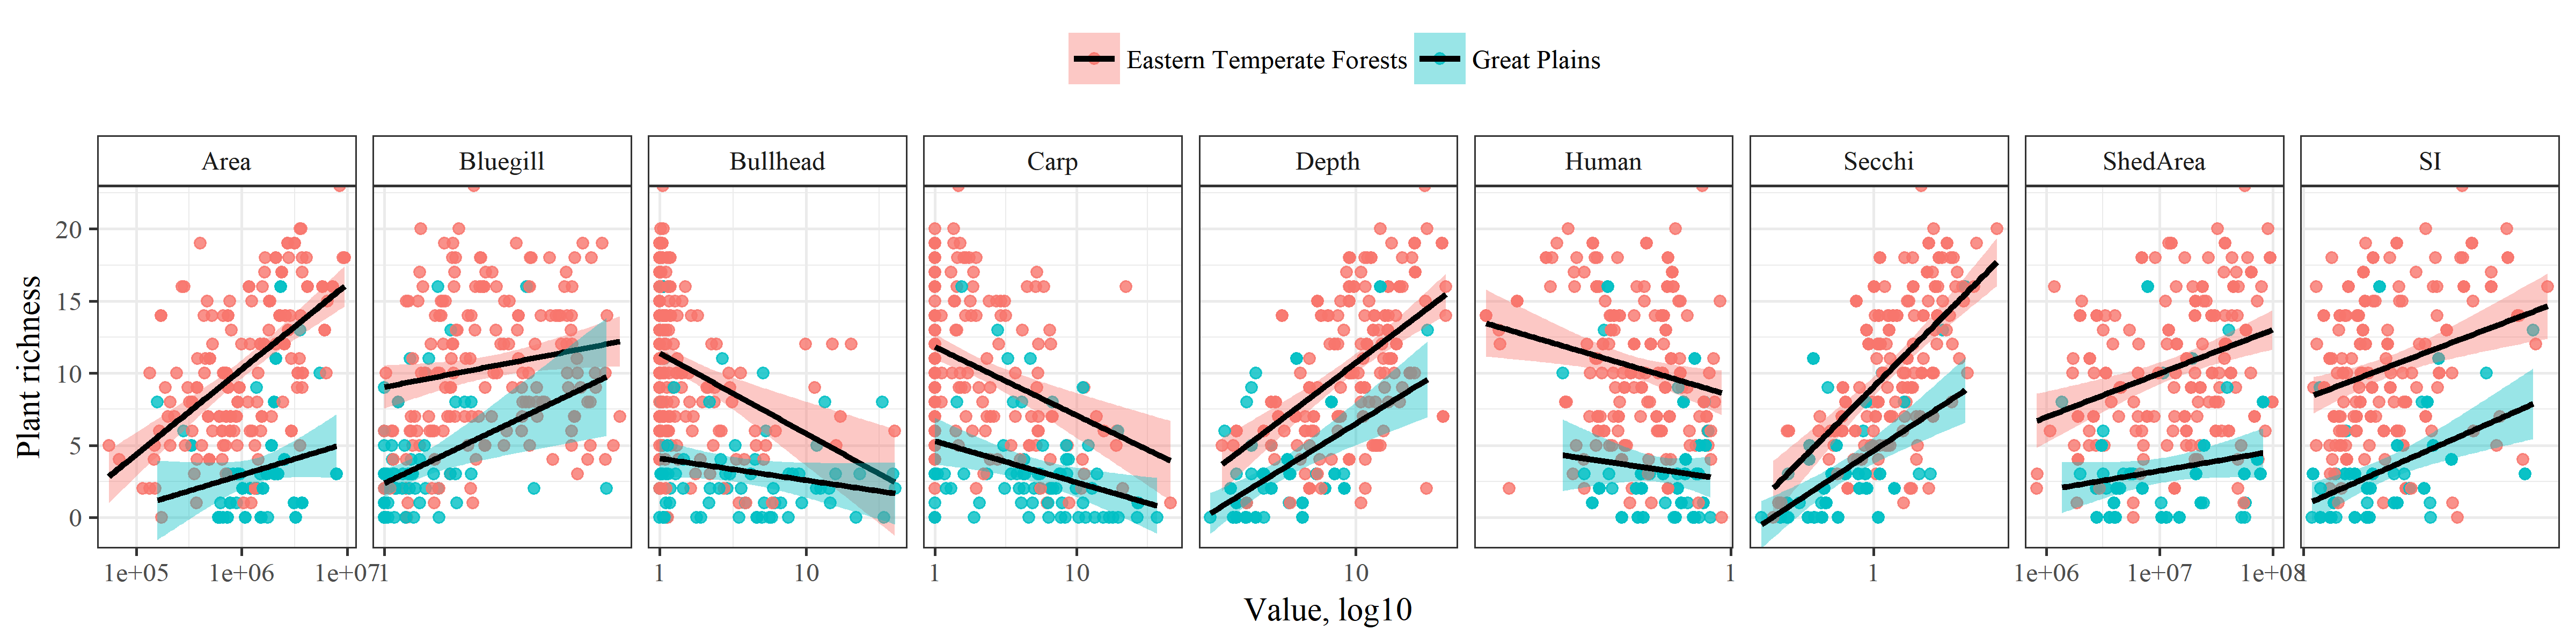 Eastern Temperate Forests Great Plains
Area Bluegill Bullhead Carp Depth Human Secchi ShedArea SI
Plant richness
20
15
10
5
0
1e+05 1e+06 1e+07 1 1 10 1 10 10 1 1 1e+06 1e+07 1e+08 1
Value, log10